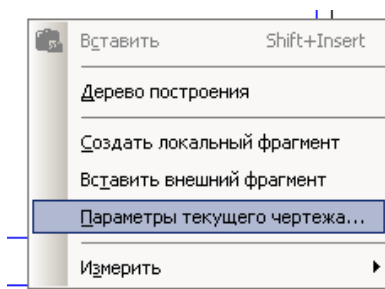 Вставить Shift+Insert
Дерево построения
Создать локальный фрагмент
Вставить внешний фрагмент
Параметры текущего чертежа...
Измерить